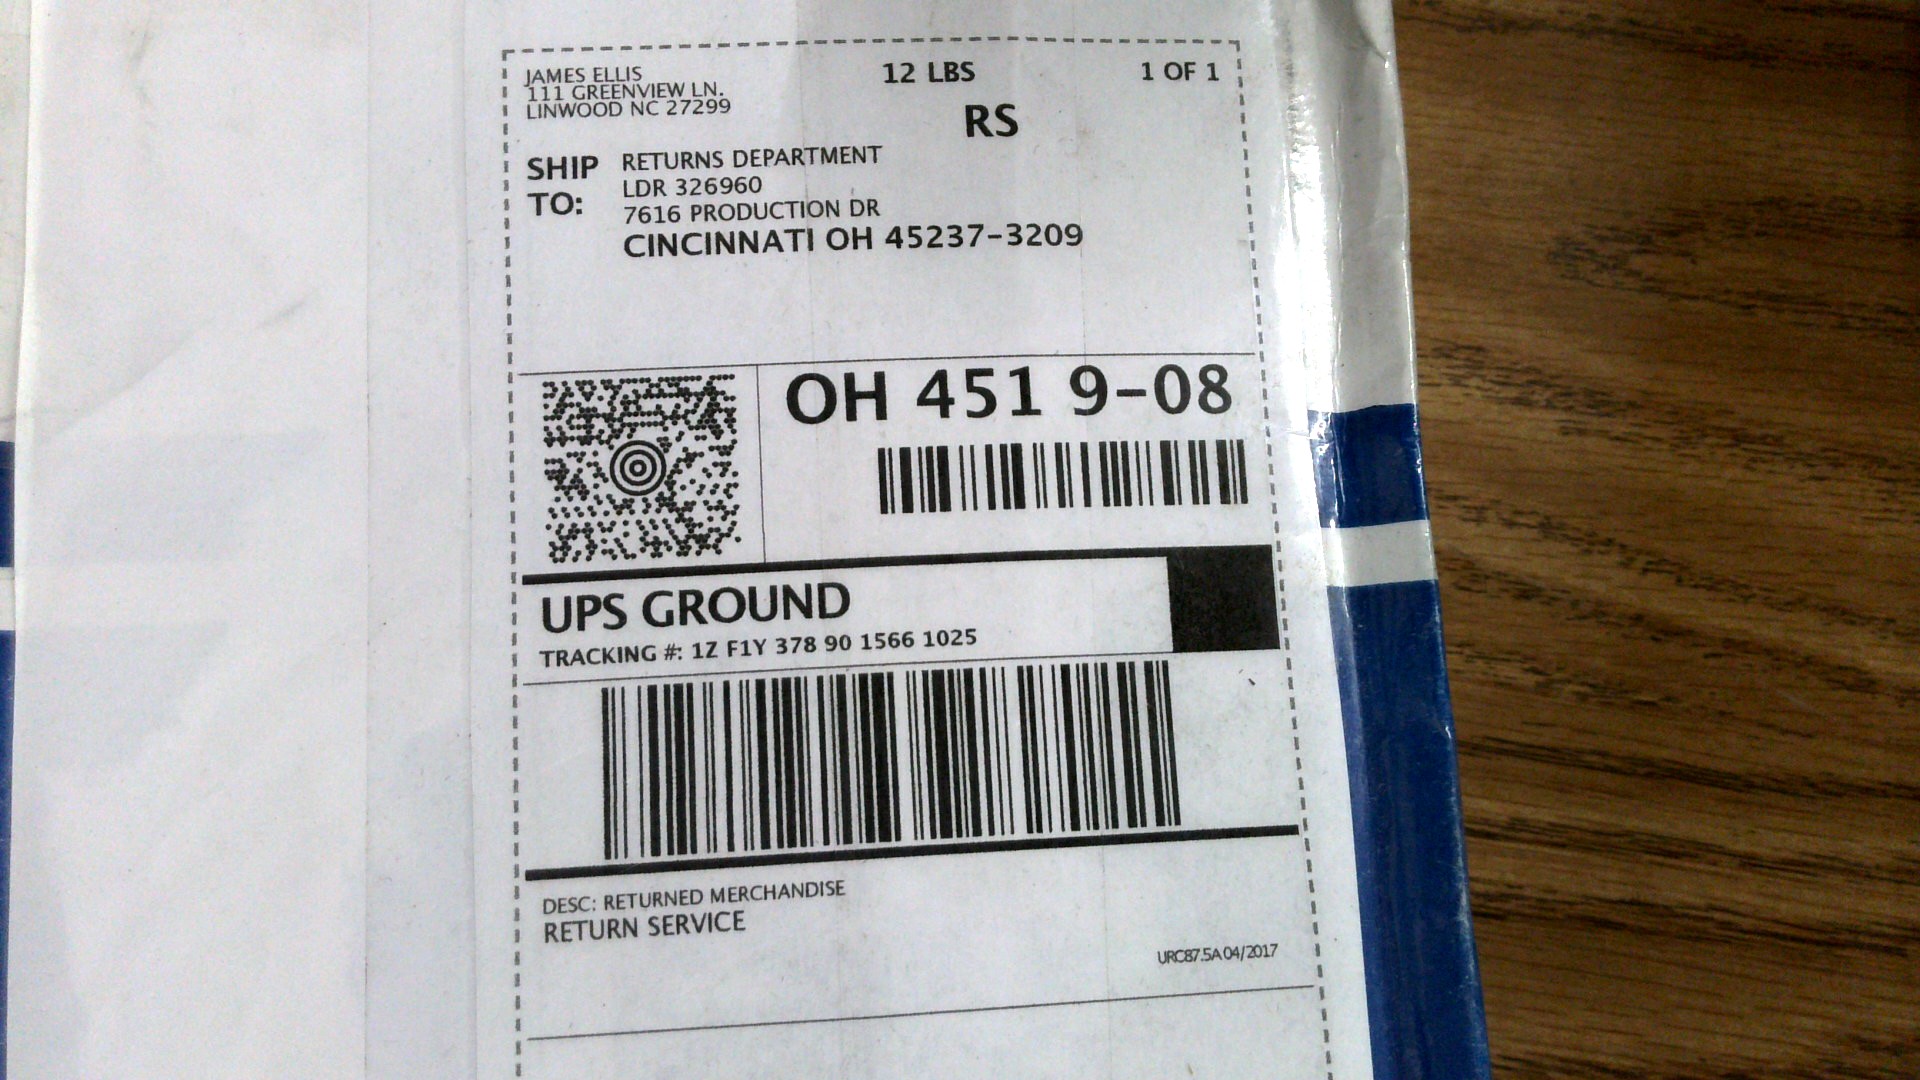 JAMES ELLIS
111 GREENVIEW LN.
LINWOOD NC 27299
12 LBS
1 OF 1
RS
SHIP TO:
RETURNS DEPARTMENT
LDR 326960
7616 PRODUCTION DR
CINCINNATI OH 45237-3209
OH 451 9-08
UPS GROUND
TRACKING #: 1Z F1Y 378 90 1566 1025
DESC: RETURNED MERCHANDISE
RETURN SERVICE
URC87.5A 04/2017